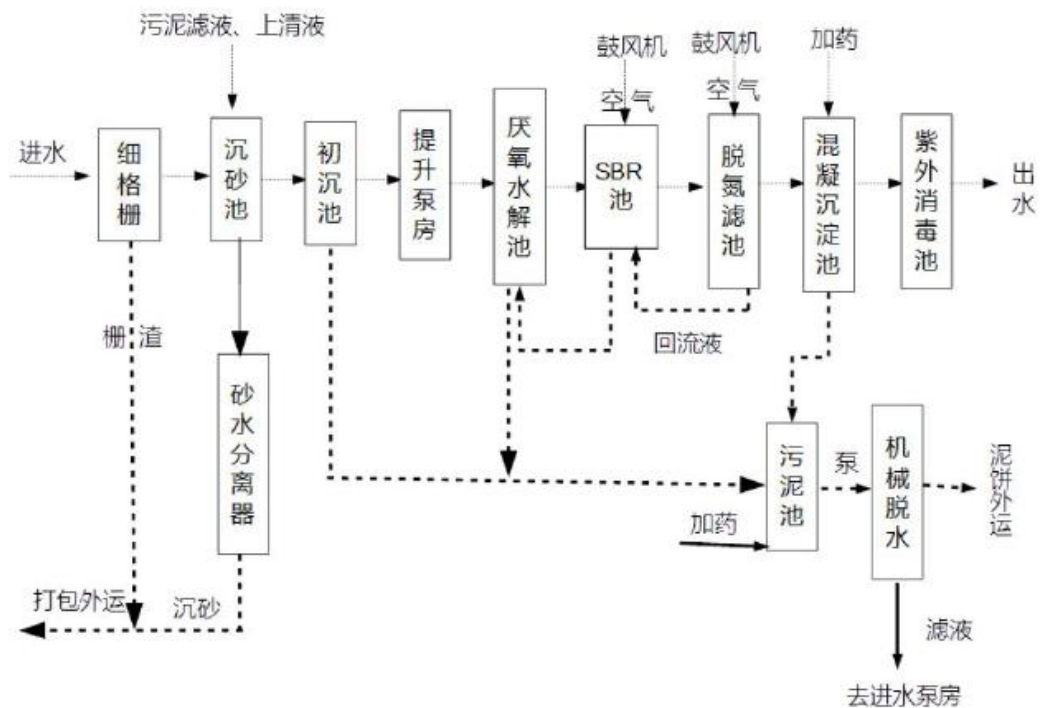 污泥滤液、上清液
鼓风机
鼓风机
加药
空气
空气
进水
细格栅
沉砂池
初沉池
提升泵房
厌氧水解池
SBR池
脱氮滤池
混凝沉淀池
紫外消毒池
出水
栅渣
回流液
砂水分离器
污泥池
泵
机械脱水
泥饼外运
加药
打包外运
沉砂
滤液
去进水泵房